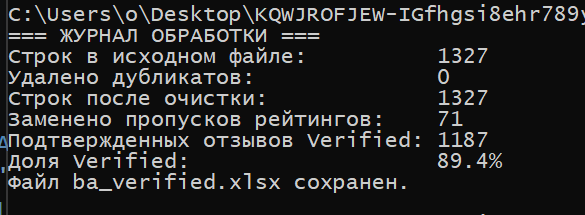 C:\Users\o\Desktop\KQWJROFJEW-IGfhgsi8ehr789y
=== ЖУРНАЛ ОБРАБОТКИ ===
Строк в исходном файле: 1327
Удалено дубликатов: 0
Строк после очистки: 1327
Заменено пропусков рейтингов: 71
Подтвержденных отзывов Verified: 1187
Доля Verified: 89.4%
Файл ba_verified.xlsx сохранен.